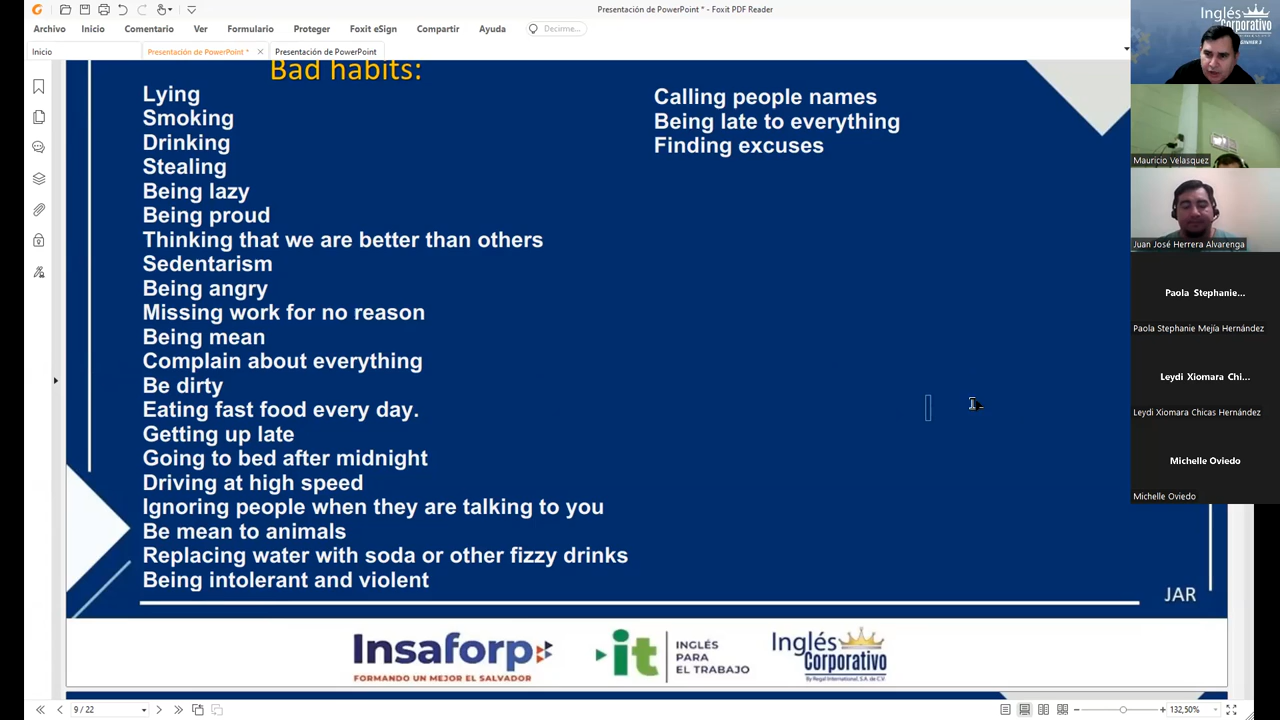 Presentación de PowerPoint * - Foxit PDF Reader
Archivo Inicio Comentario Ver Formulario Proteger Foxit eSign Compartir Ayuda Decirme...
Inicio Presentación de PowerPoint * Presentación de PowerPoint
Bad habits:
Lying
Smoking
Drinking
Stealing
Being lazy
Being proud
Thinking that we are better than others
Sedentarism
Being angry
Missing work for no reason
Being mean
Complain about everything
Be dirty
Eating fast food every day.
Getting up late
Going to bed after midnight
Driving at high speed
Ignoring people when they are talking to you
Be mean to animals
Replacing water with soda or other fizzy drinks
Being intolerant and violent
Calling people names
Being late to everything
Finding excuses
JAR
Insaforp
FORMANDO UN MEJOR EL SALVADOR
it
INGLÉS
PARA
EL TRABAJO
Inglés
Corporativo
By Regal International, S.A. de C.V.
Inglés
Corporativo
Mauricio Velasquez
Juan José Herrera Alvarenga
Paola Stephanie...
Paola Stephanie Mejía Hernández
Leydi Xiomara Chi...
Leydi Xiomara Chicas Hernández
Michelle Oviedo
Michelle Oviedo
9 / 22
132,50%